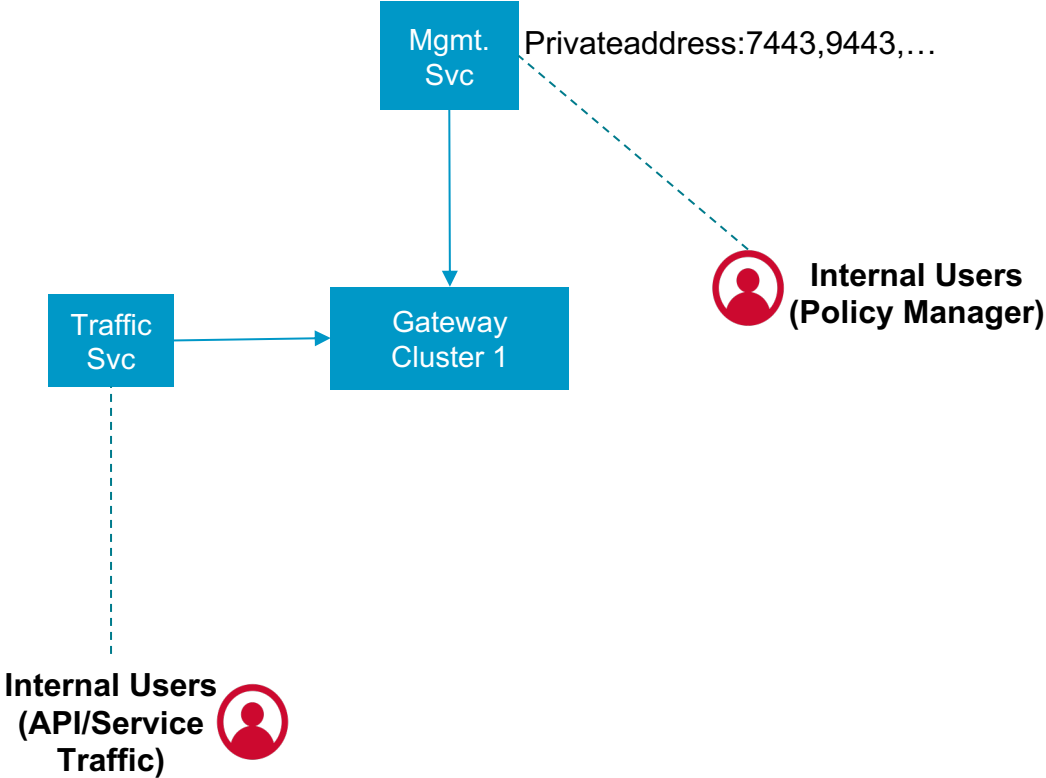 Mgmt.
Svc
Privateaddress:7443,9443,…
Internal Users
(Policy Manager)
Traffic
Svc
Gateway
Cluster 1
Internal Users
(API/Service
Traffic)